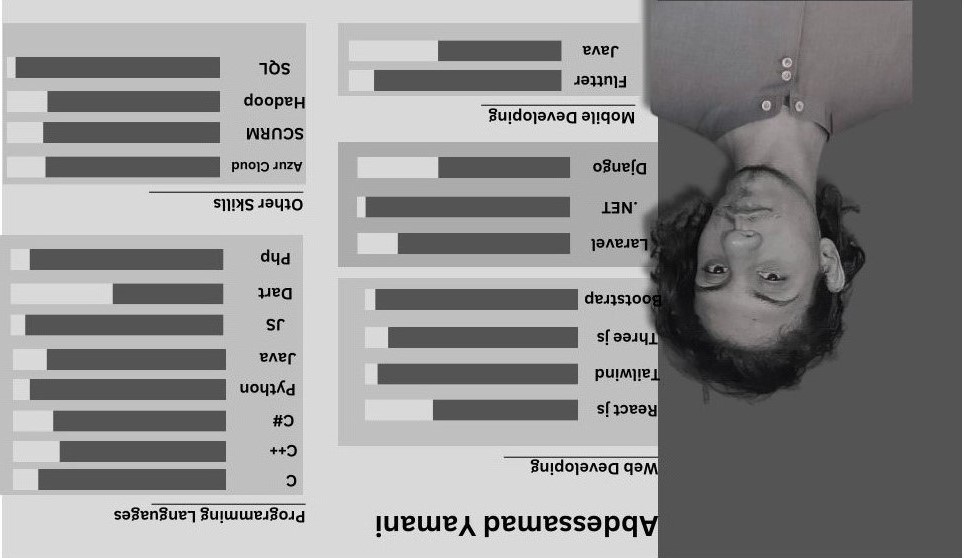 Abdessamad Yamani
Web Developing
React js
Tailwind
Three js
Bootstrap
Laravel
.NET
Django
Mobile Developing
Flutter
Java
Programming Languages
C
C++
C#
Python
Java
JS
Dart
Php
Other Skills
Azur Cloud
SCURM
Hadoop
SQL